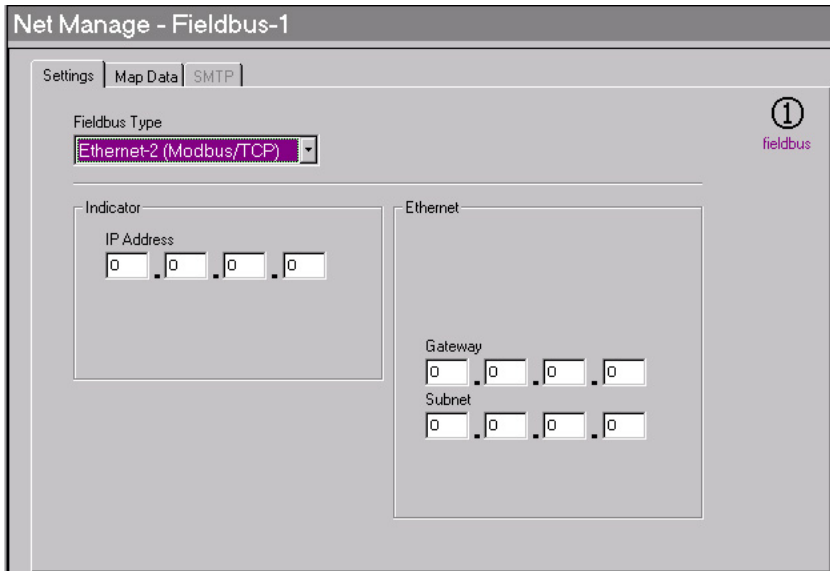 Net Manage - Fieldbus-1
Settings Map Data SMTP
1
fieldbus
Fieldbus Type
Ethernet-2 (Modbus/TCP)
Indicator
IP Address
0 . 0 . 0 . 0
Ethernet
Gateway
0 . 0 . 0 . 0
Subnet
0 . 0 . 0 . 0